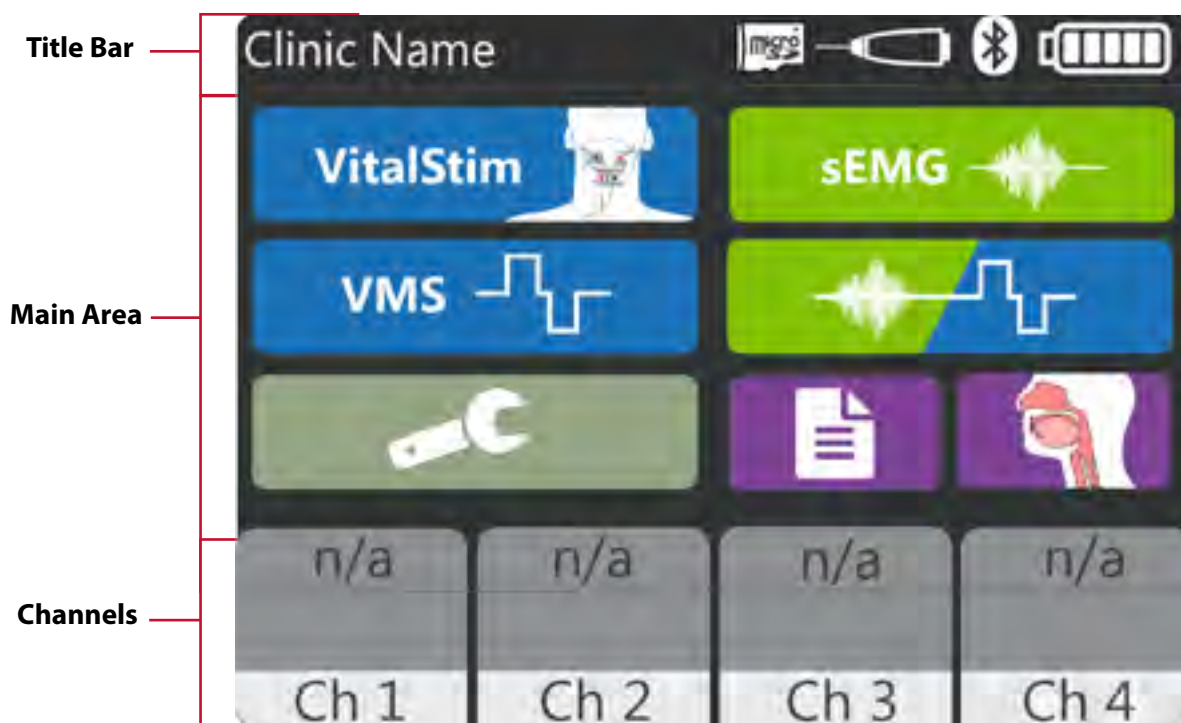 Title Bar
Clinic Name
micro
VitalStim
sEMG
Main Area
VMS
n/a n/a n/a n/a
Channels
Ch 1 Ch 2 Ch 3 Ch 4